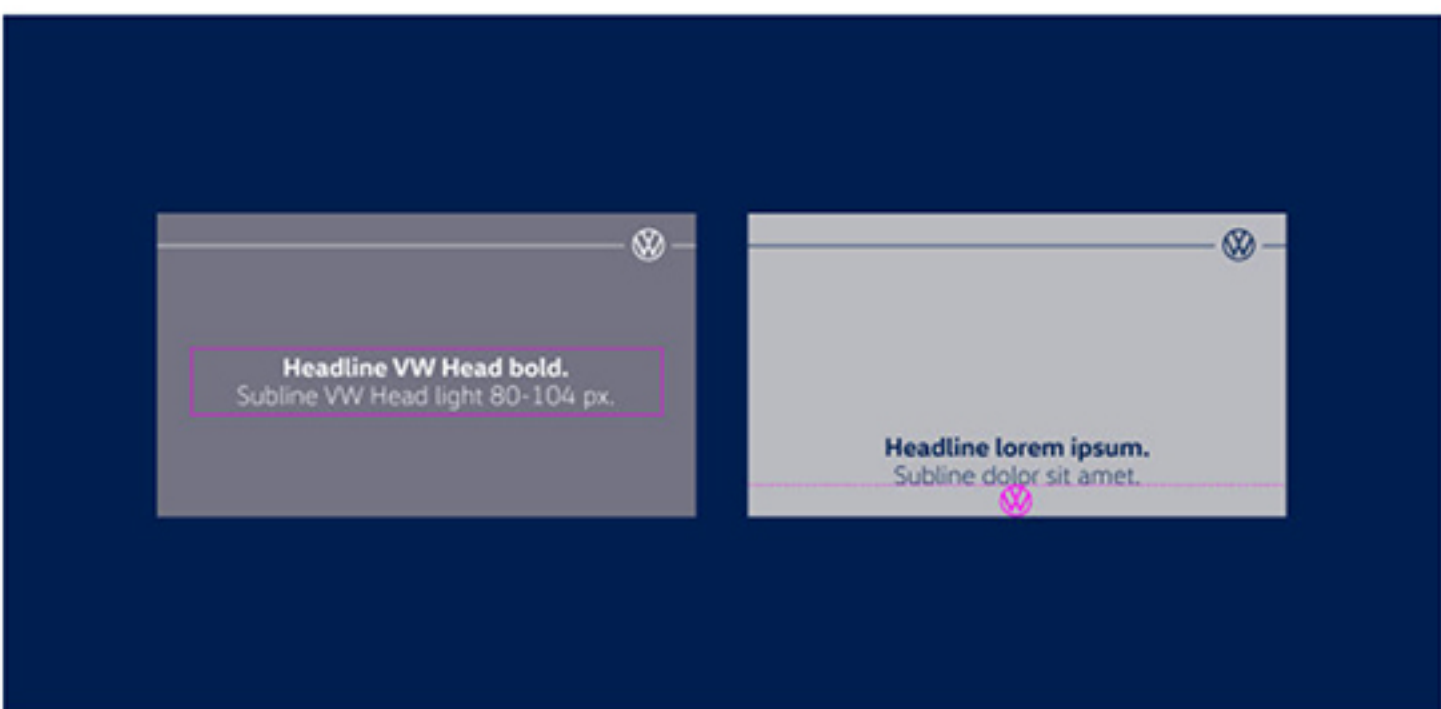 Headline VW Head bold.
Subline VW Head light 80-104 px.
Headline lorem ipsum.
Subline dolor sit amet.